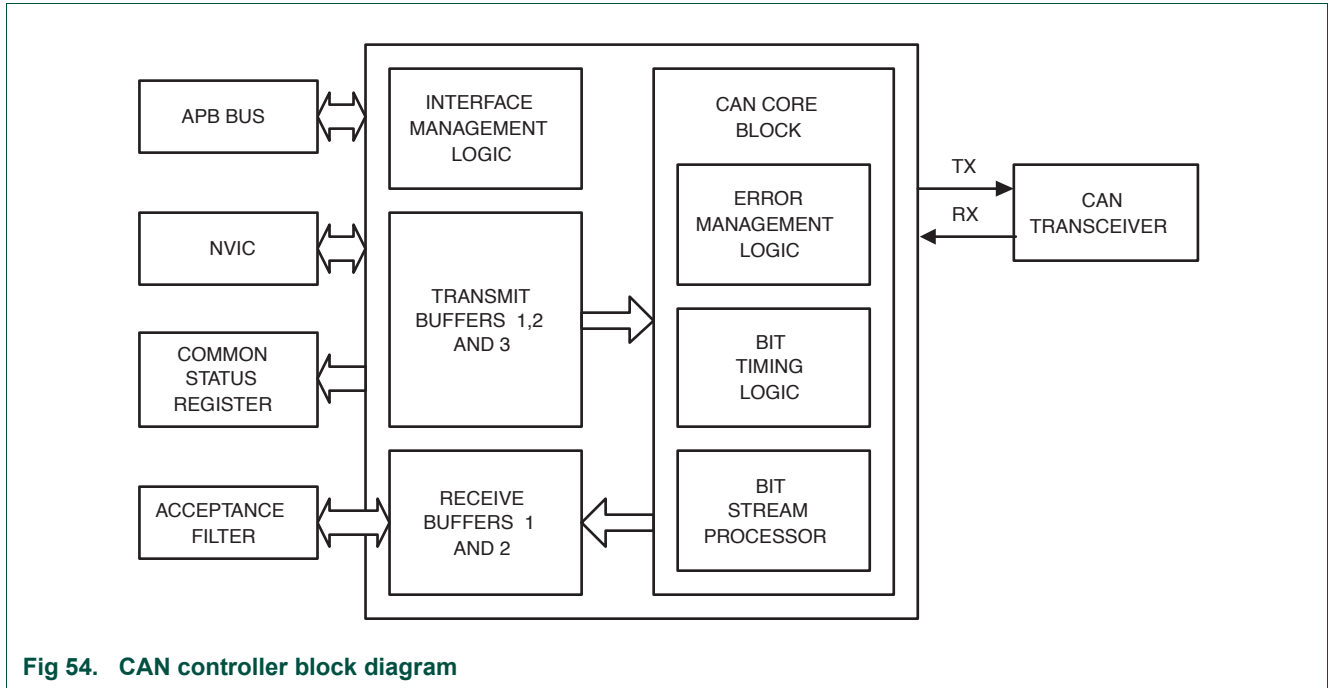 APB BUS
NVIC
COMMON
STATUS
REGISTER
ACCEPTANCE
FILTER
INTERFACE
MANAGEMENT
LOGIC
TRANSMIT
BUFFERS 1,2
AND 3
RECEIVE
BUFFERS 1
AND 2
CAN CORE
BLOCK
ERROR
MANAGEMENT
LOGIC
BIT
TIMING
LOGIC
BIT
STREAM
PROCESSOR
TX
RX
CAN
TRANSCEIVER
Fig 54. CAN controller block diagram